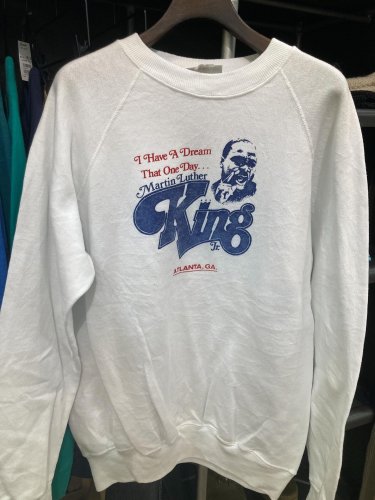 I Have A Dream
That One Day...
Martin Luther
King
Jr.
ATLANTA, GA.